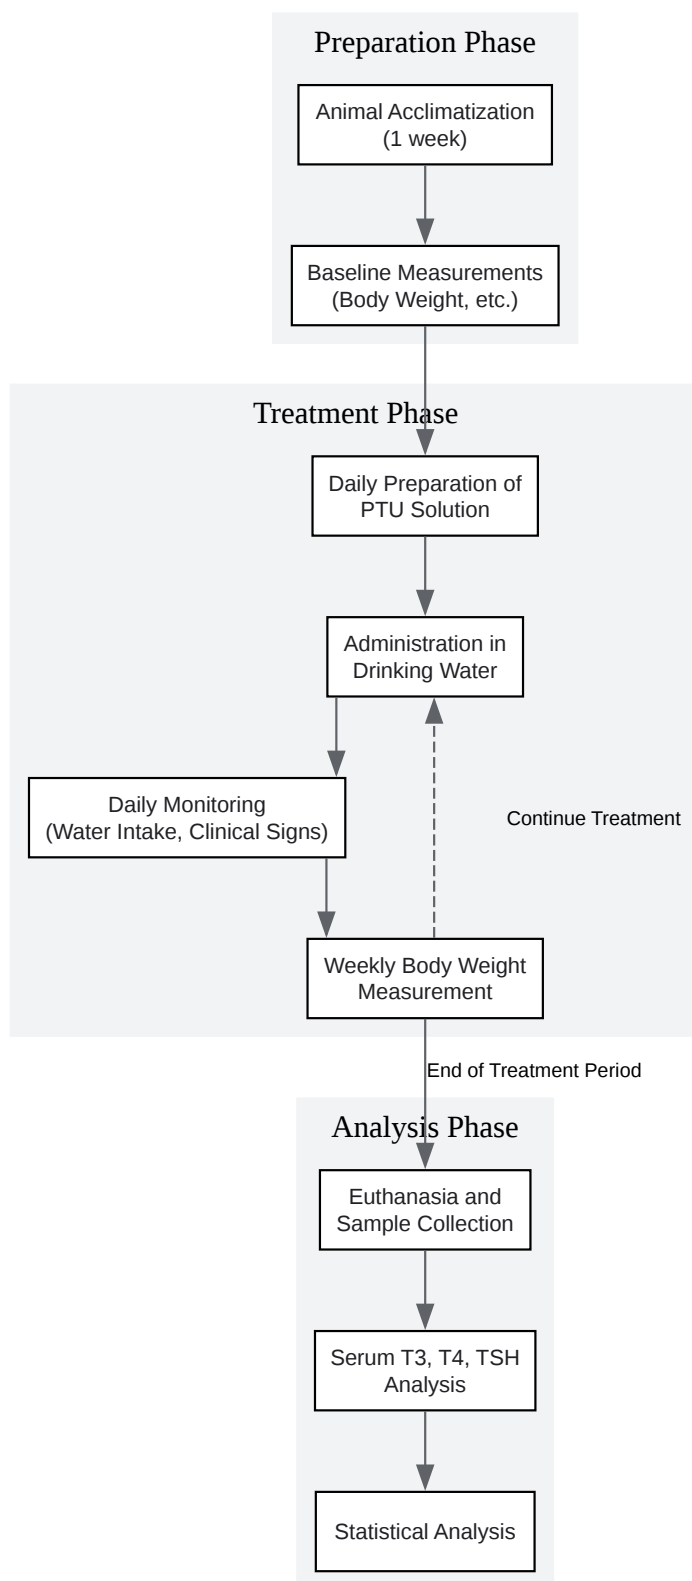 Preparation Phase
Animal Acclimatization
(1 week)
Baseline Measurements
(Body Weight, etc.)
Treatment Phase
Daily Preparation of
PTU Solution
Administration in
Drinking Water
Daily Monitoring
(Water Intake, Clinical Signs)
Continue Treatment
Weekly Body Weight
Measurement
End of Treatment Period
Analysis Phase
Euthanasia and
Sample Collection
Serum T3, T4, TSH
Analysis
Statistical Analysis